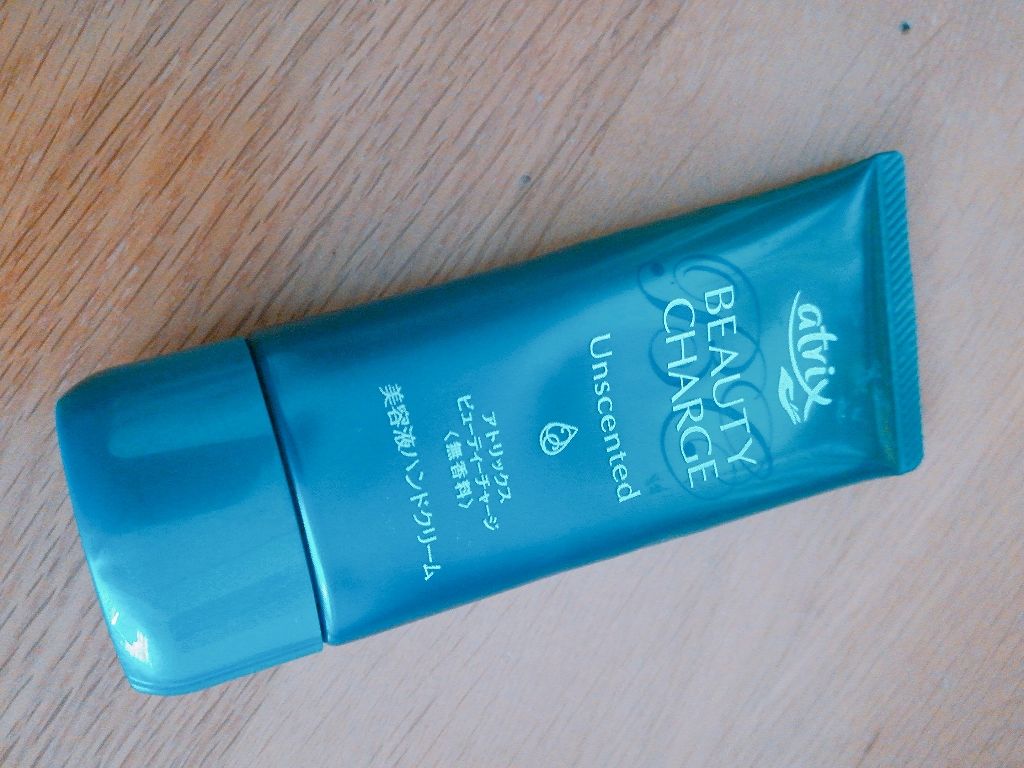 atrix
BEAUTY
CHARGE
Unscented
アトリックス
ビューティーチャージ
〈無香料〉
美容液ハンドクリーム